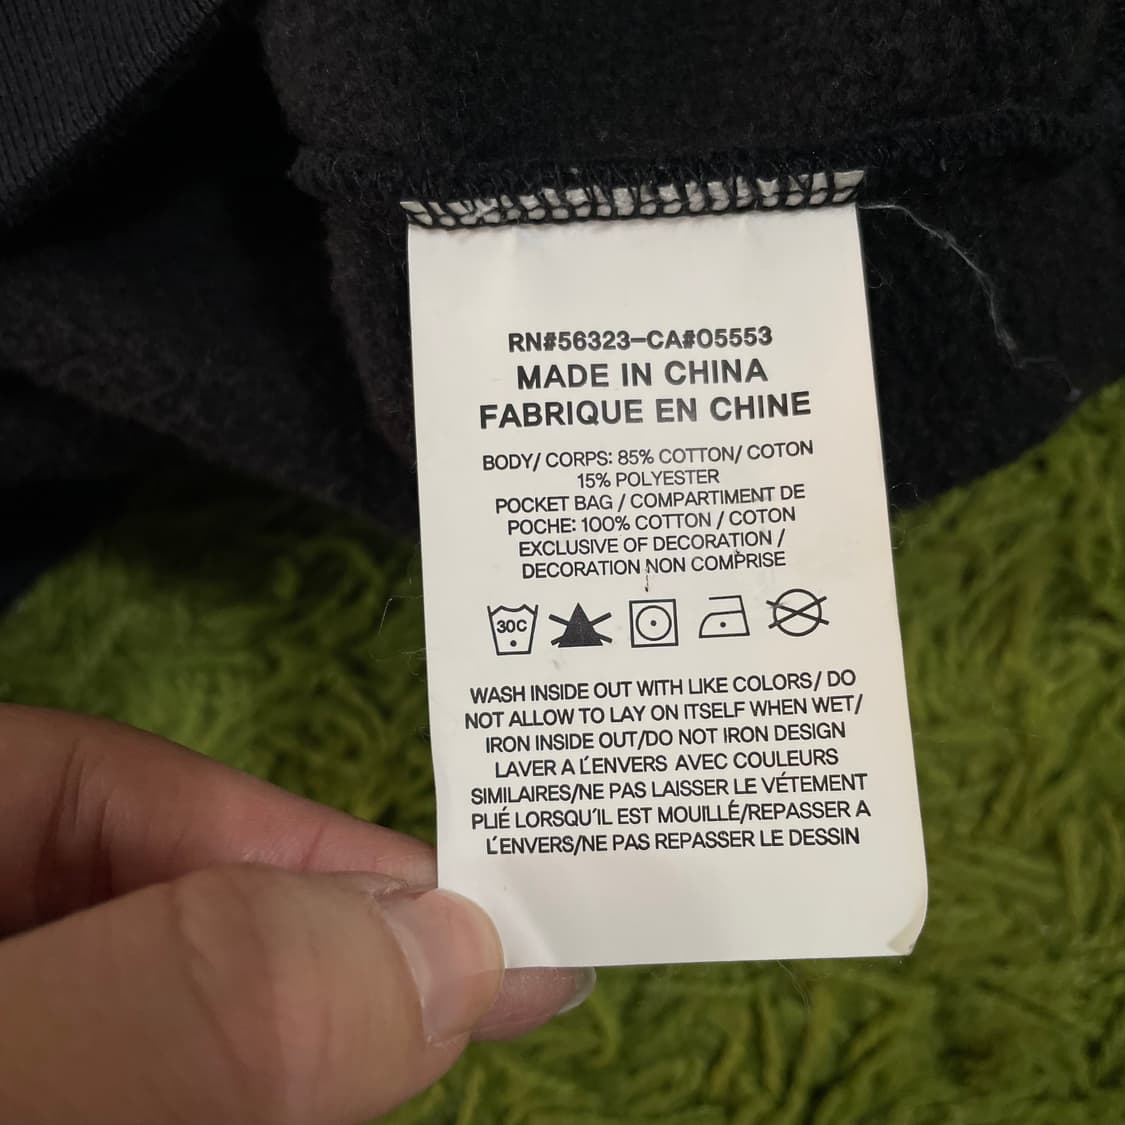 RN#56323-CA#05553
MADE IN CHINA
FABRIQUE EN CHINE
BODY/ CORPS: 85% COTTON/ COTON
15% POLYESTER
POCKET BAG / COMPARTIMENT DE
POCHE: 100% COTTON / COTON
EXCLUSIVE OF DECORATION /
DECORATION NON COMPRISE
30C
WASH INSIDE OUT WITH LIKE COLORS/ DO
NOT ALLOW TO LAY ON ITSELF WHEN WET/
IRON INSIDE OUT/DO NOT IRON DESIGN
LAVER A L'ENVERS AVEC COULEURS
SIMILAIRES/NE PAS LAISSER LE VÉTEMENT
PLIÉ LORSQU'IL EST MOUILLÉ/REPASSER A
L'ENVERS/NE PAS REPASSER LE DESSIN